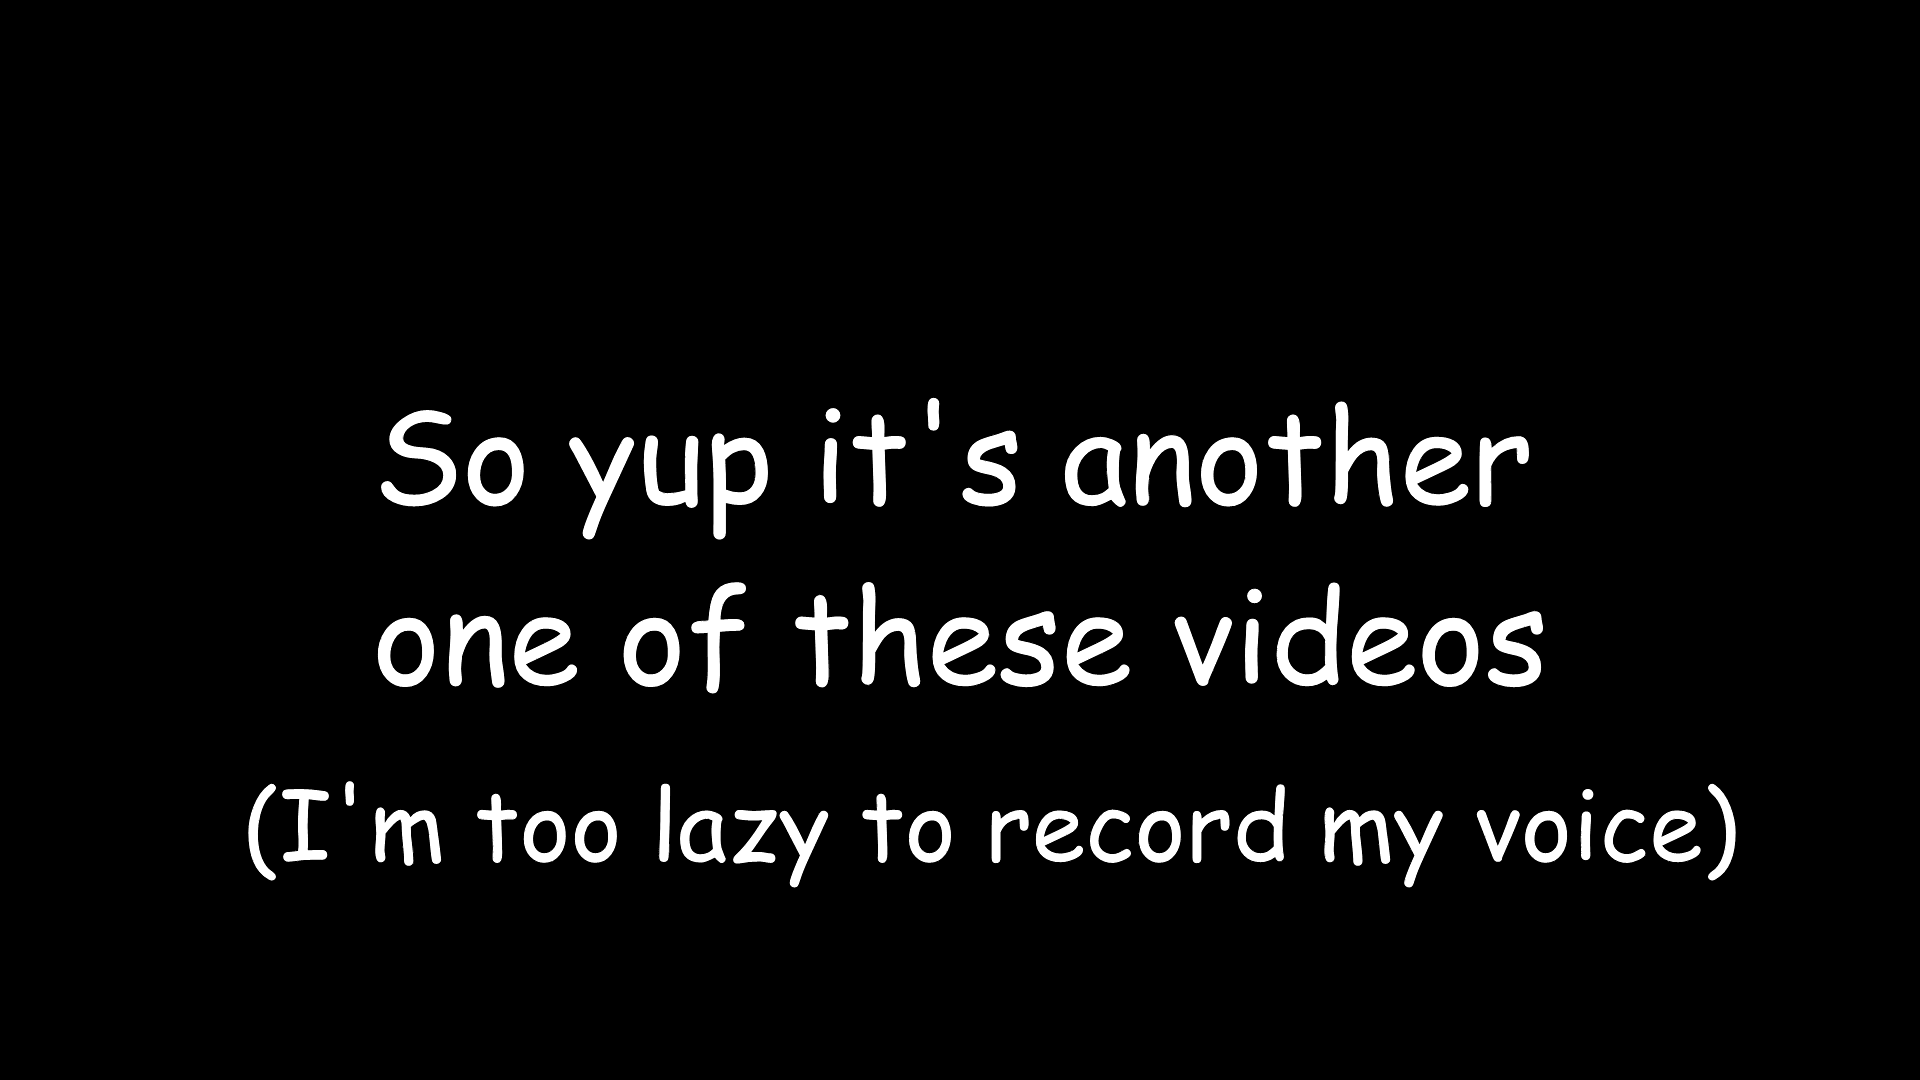 So yup it's another
one of these videos
(I'm too lazy to record my voice)